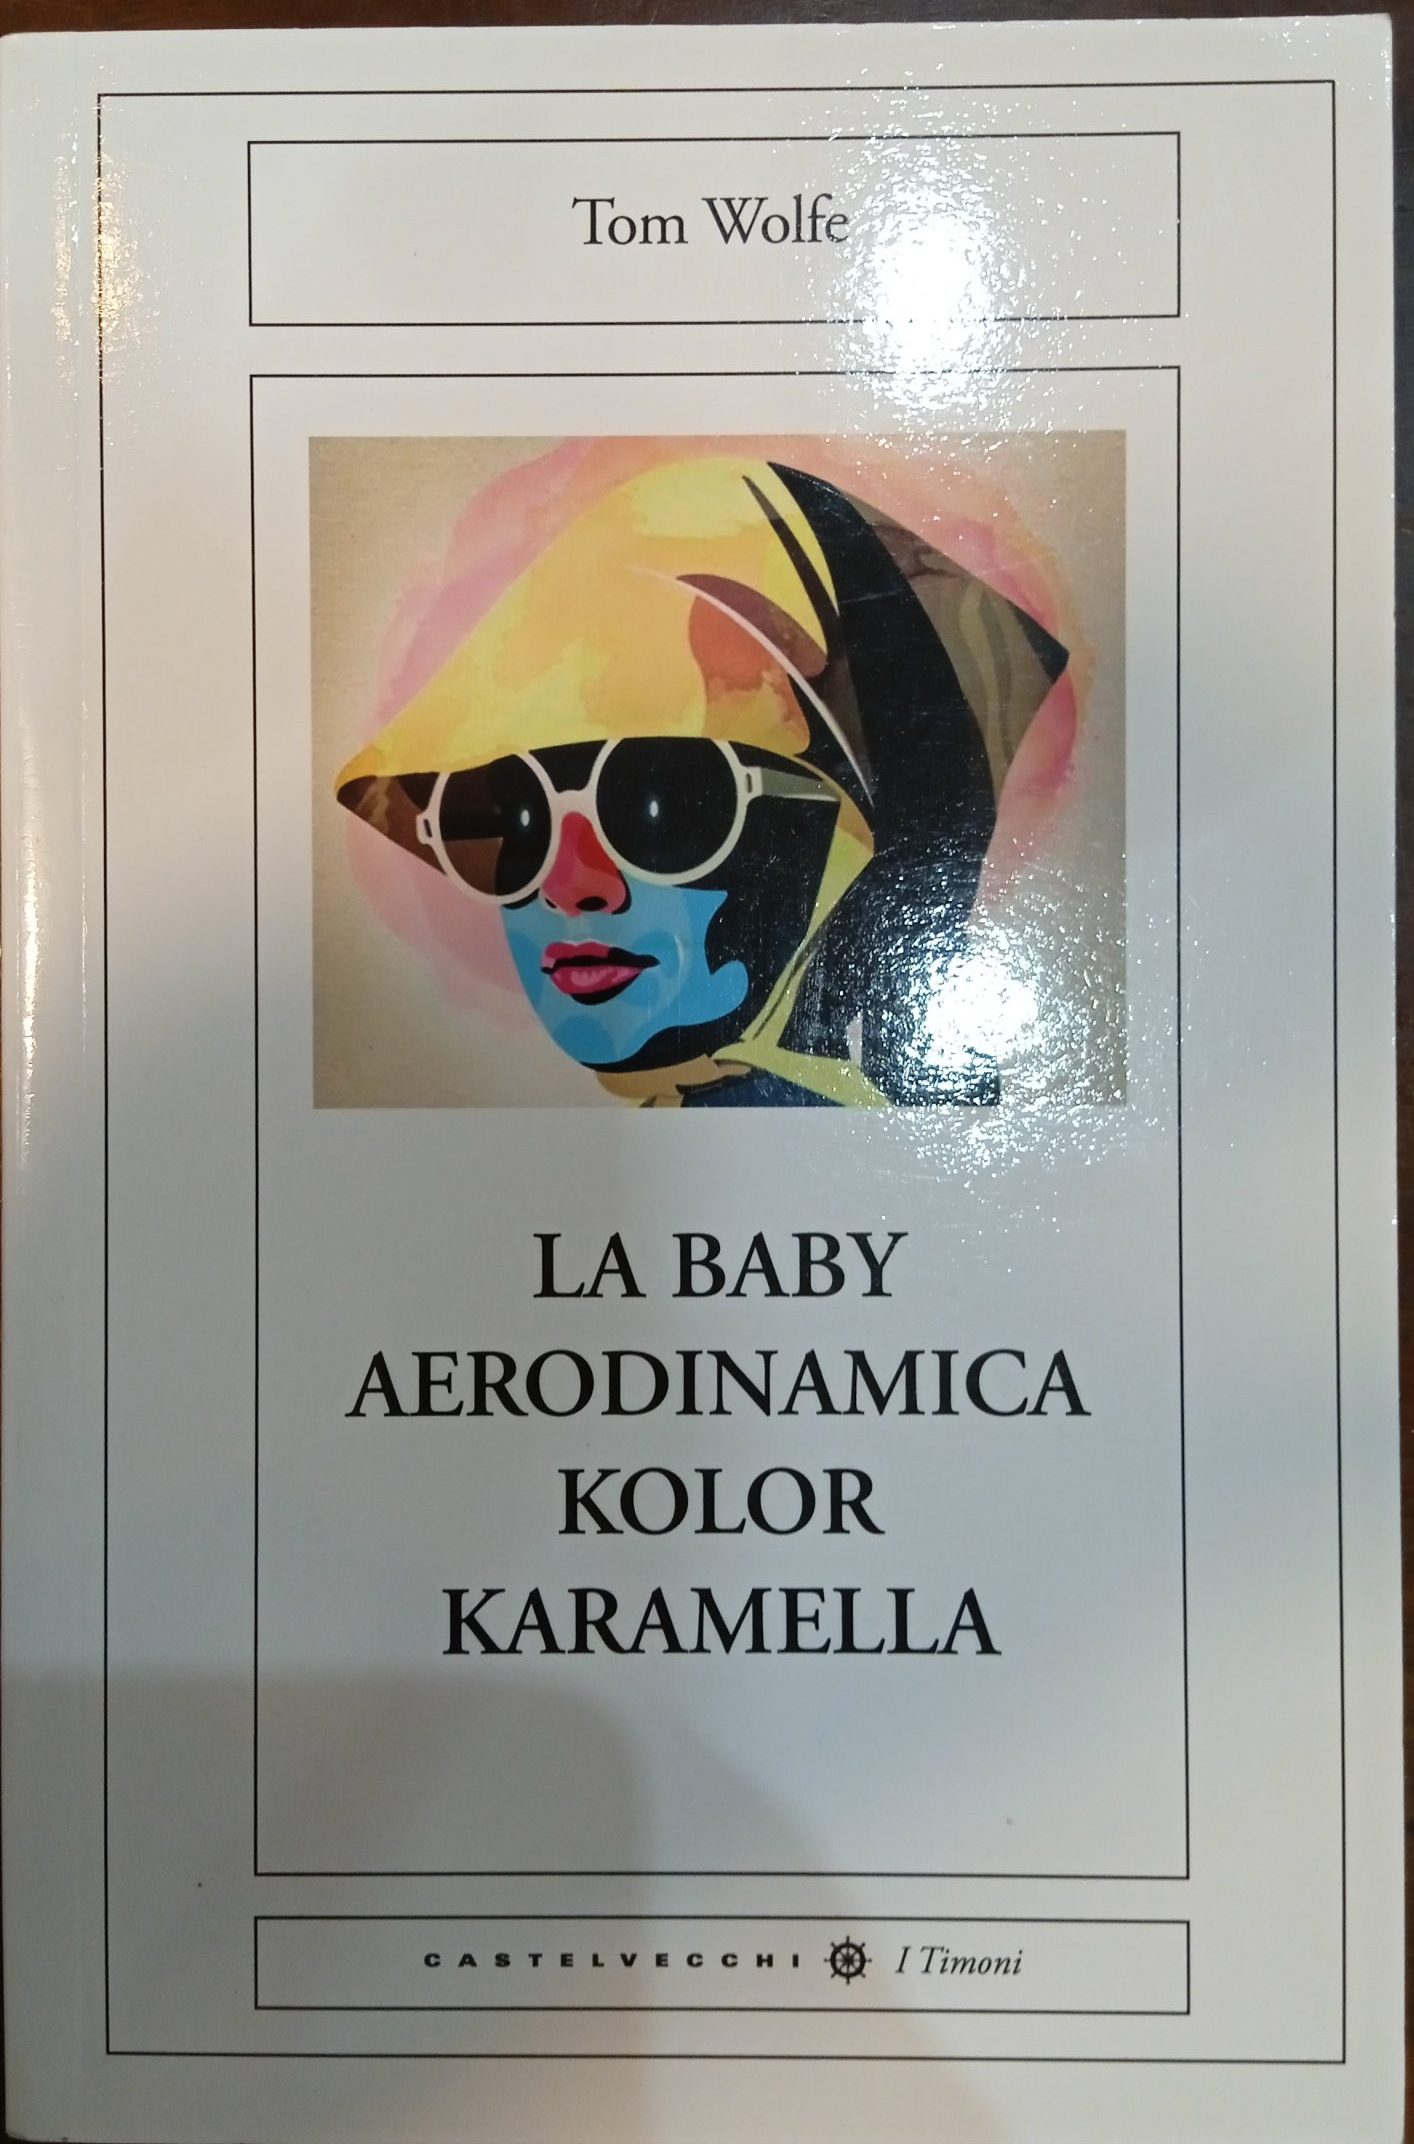 Tom Wolfe
LA BABY
AERODINAMICA
KOLOR
KARAMELLA
CASTELVECCHI I Timoni